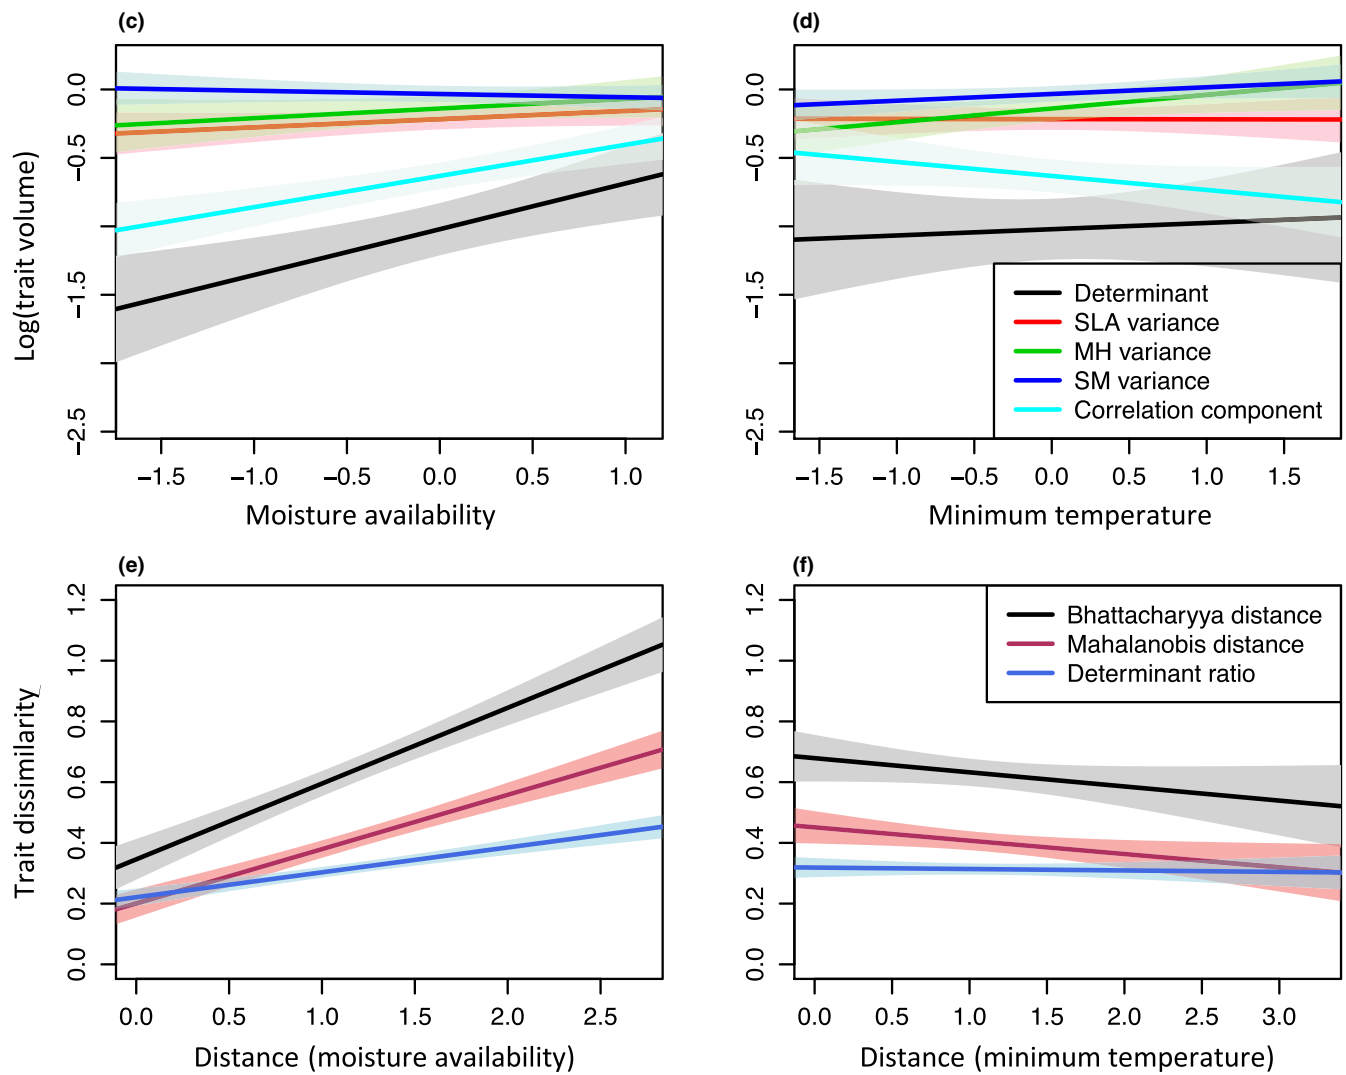 (c)
(d)
Log(trait volume)
0.0
−0.5
−1.5
−2.5
0.0
−0.5
−1.5
−2.5
Determinant
SLA variance
MH variance
SM variance
Correlation component
−1.5 −1.0 −0.5 0.0 0.5 1.0
−1.5 −1.0 −0.5 0.0 0.5 1.0 1.5
Moisture availability
Minimum temperature
(e)
(f)
Trait dissimilarity
1.2
1.0
0.8
0.6
0.4
0.2
0.0
1.2
1.0
0.8
0.6
0.4
0.2
0.0
Bhattacharyya distance
Mahalanobis distance
Determinant ratio
0.0 0.5 1.0 1.5 2.0 2.5
0.0 0.5 1.0 1.5 2.0 2.5 3.0
Distance (moisture availability)
Distance (minimum temperature)